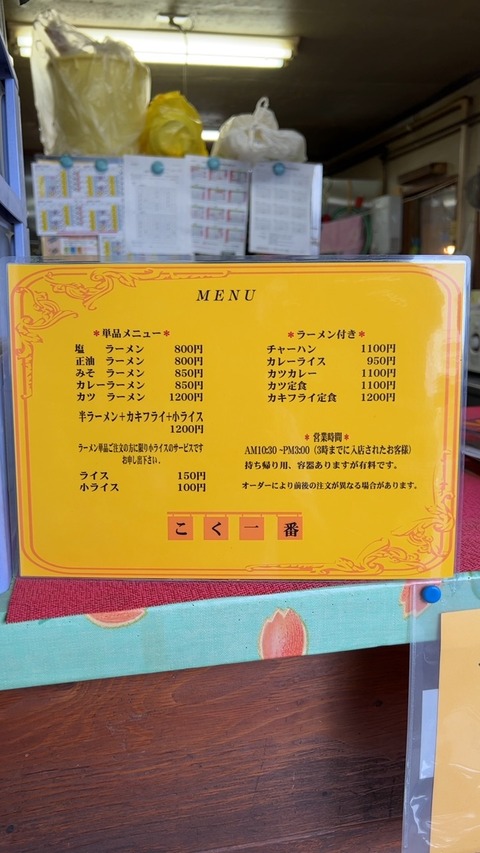 MENU
*単品メニュー*
塩 ラーメン 800円
正油 ラーメン 800円
みそ ラーメン 850円
カレーラーメン 850円
カツ ラーメン 1200円
半ラーメン+カキフライ+小ライス
1200円
ラーメン単品ご注文の方に限り小ライスのサービスです
お申し出下さい。
ライス 150円
小ライス 100円
*ラーメン付き*
チャーハン 1100円
カレーライス 950円
カツカレー 1100円
カツ定食 1100円
カキフライ定食 1200円
*営業時間*
AM10:30~PM3:00(3時までに入店されたお客様)
持ち帰り用、容器ありますが有料です。
オーダーにより前後の注文が異なる場合があります。
こく一番